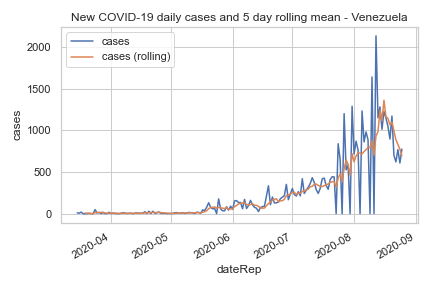 New COVID-19 daily cases and 5 day rolling mean - Venezuela
cases
cases (rolling)
2000
1500
1000
500
0
cases
2020-04
2020-05
2020-06
2020-07
2020-08
2020-09
dateRep